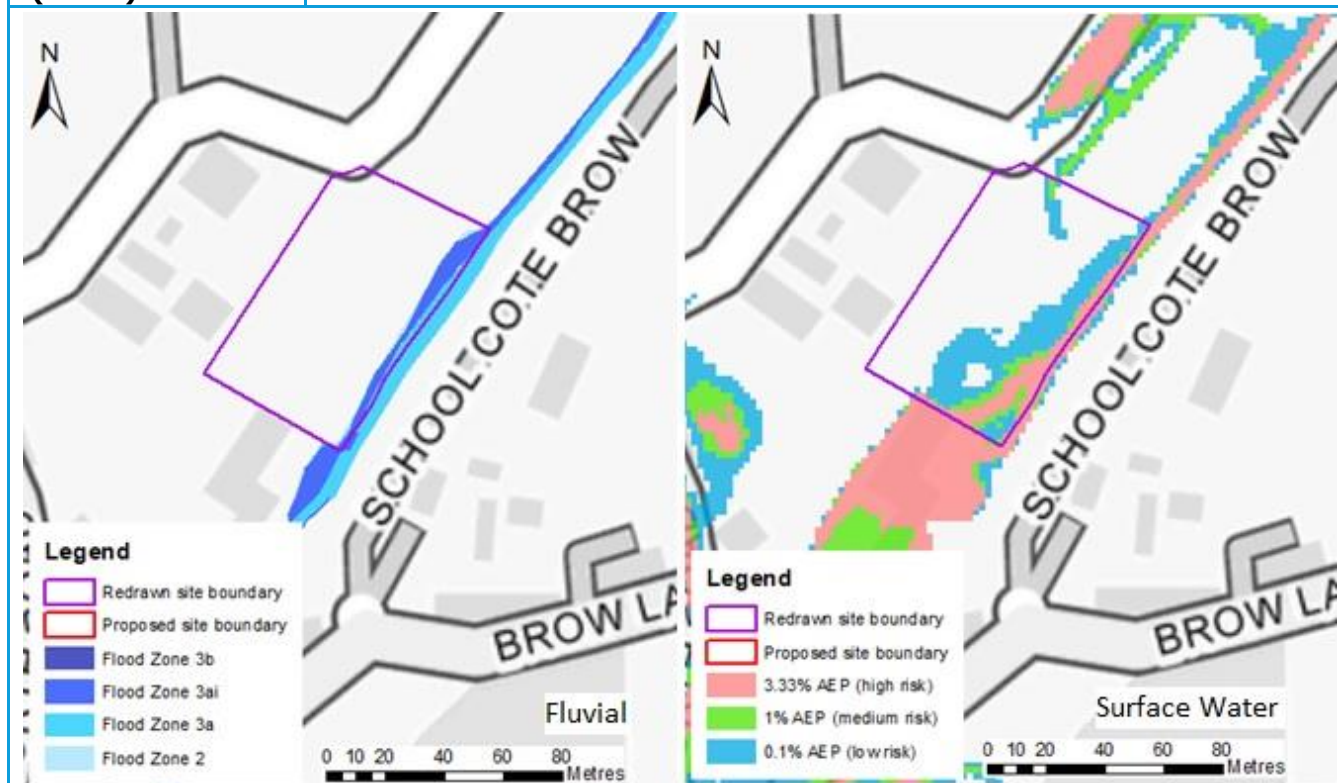 N
SCHOOL COTE BROW
BROW LA
Legend
Redrawn site boundary
Proposed site boundary
Flood Zone 3b
Flood Zone 3ai
Flood Zone 3a
Flood Zone 2
Fluvial
0 10 20 40 60 80
Metres
N
SCHOOL COTE BROW
BROW LA
Legend
Redrawn site boundary
Proposed site boundary
3.33% AEP (high risk)
1% AEP (medium risk)
0.1% AEP (low risk)
Surface Water
0 10 20 40 60 80
Metres